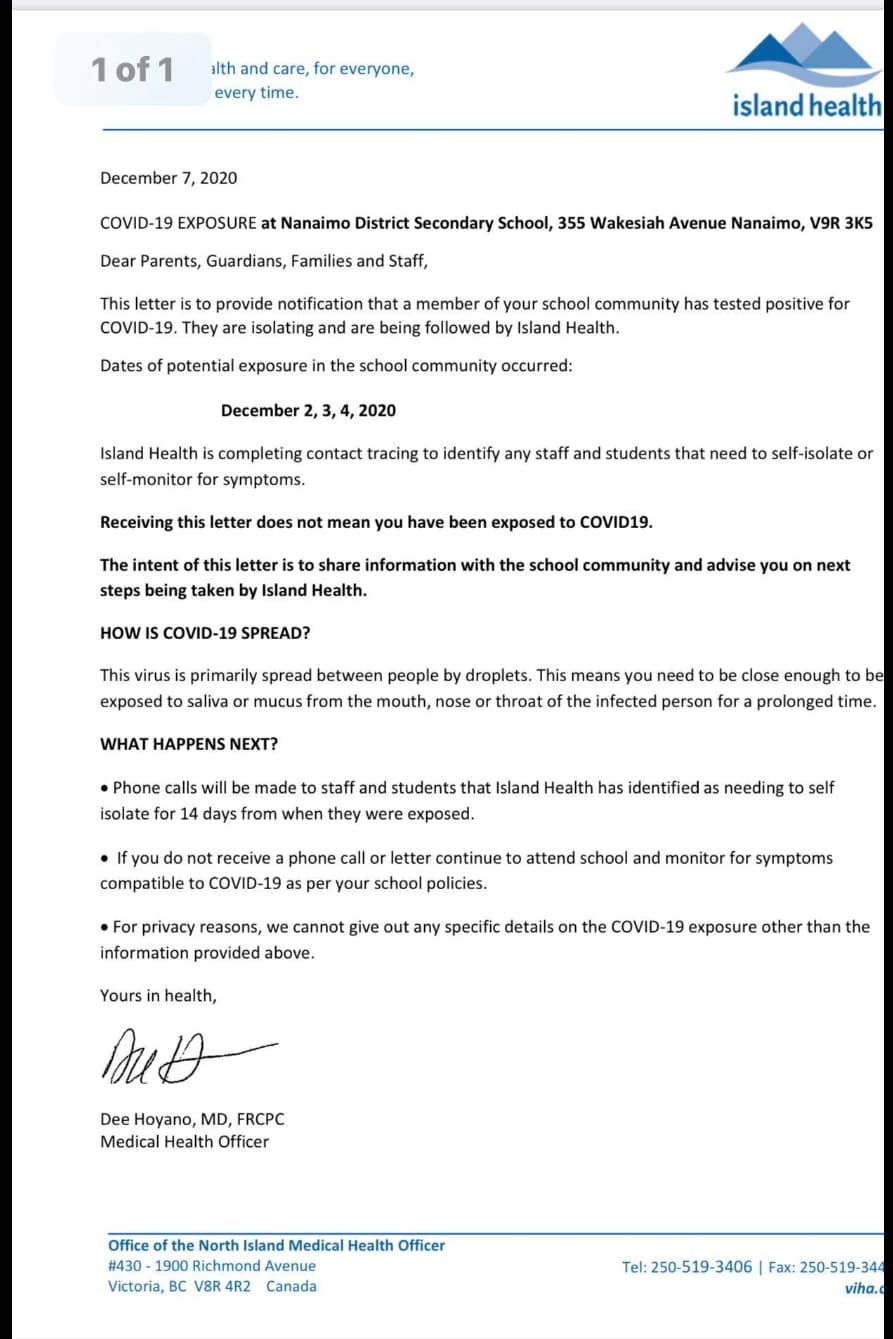 1 of 1
alth and care, for everyone,
every time.
island health
December 7, 2020
COVID-19 EXPOSURE at Nanaimo District Secondary School, 355 Wakesiah Avenue Nanaimo, V9R 3K5
Dear Parents, Guardians, Families and Staff,
This letter is to provide notification that a member of your school community has tested positive for
COVID-19. They are isolating and are being followed by Island Health.
Dates of potential exposure in the school community occurred:
December 2, 3, 4, 2020
Island Health is completing contact tracing to identify any staff and students that need to self-isolate or
self-monitor for symptoms.
Receiving this letter does not mean you have been exposed to COVID19.
The intent of this letter is to share information with the school community and advise you on next
steps being taken by Island Health.
HOW IS COVID-19 SPREAD?
This virus is primarily spread between people by droplets. This means you need to be close enough to be
exposed to saliva or mucus from the mouth, nose or throat of the infected person for a prolonged time.
WHAT HAPPENS NEXT?
• Phone calls will be made to staff and students that Island Health has identified as needing to self
isolate for 14 days from when they were exposed.
• If you do not receive a phone call or letter continue to attend school and monitor for symptoms
compatible to COVID-19 as per your school policies.
• For privacy reasons, we cannot give out any specific details on the COVID-19 exposure other than the
information provided above.
Yours in health,
Dee Hoyano, MD, FRCPC
Medical Health Officer
Office of the North Island Medical Health Officer
#430 - 1900 Richmond Avenue
Tel: 250-519-3406 | Fax: 250-519-344
Victoria, BC V8R 4R2 Canada
viha.c